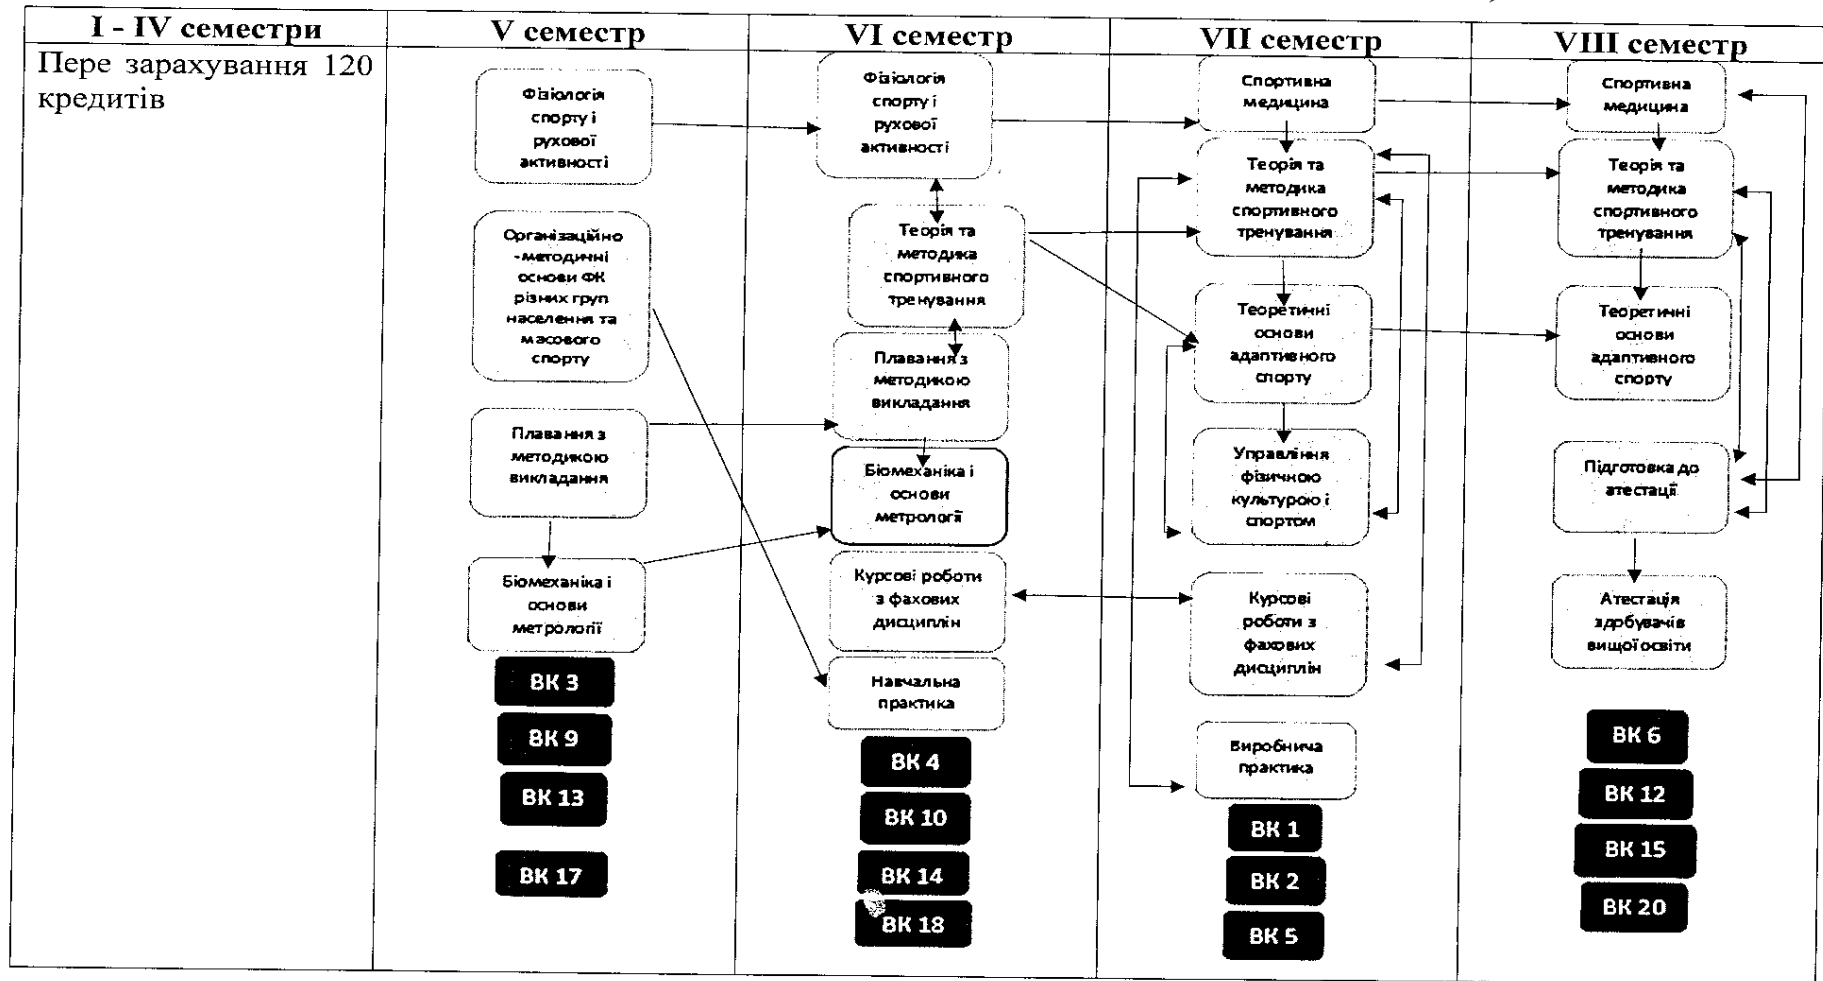 I - IV семестри
Пере зарахування 120
кредитів
V семестр
Фізіологія
спорту і
рухової
активності
Організаційно
-методичні
основи ФК
різних груп
населення та
масового
спорту
Плавання з
методикою
викладання
Біомеханіка і
основи
метрології
ВК 3
ВК 9
ВК 13
ВК 17
VI семестр
Фізіологія
спорту і
рухової
активності
Теорія та
методика
спортивного
тренування
Плавання з
методикою
викладання
Біомеханіка і
основи
метрології
Курсові роботи
з фахових
дисциплін
Навчальна
практика
ВК 4
ВК 10
ВК 14
ВК 18
VII семестр
Спортивна
медицина
Теорія та
методика
спортивного
тренування
Теоретичні
основи
адаптивного
спорту
Управління
фізичною
культурою і
спортом
Курсові
роботи з
фахових
дисциплін
Виробнича
практика
ВК 1
ВК 2
ВК 5
VIII семестр
Спортивна
медицина
Теорія та
методика
спортивного
тренування
Теоретичні
основи
адаптивного
спорту
Підготовка до
атестації
Атестація
здобувачів
вищої освіти
ВК 6
ВК 12
ВК 15
ВК 20